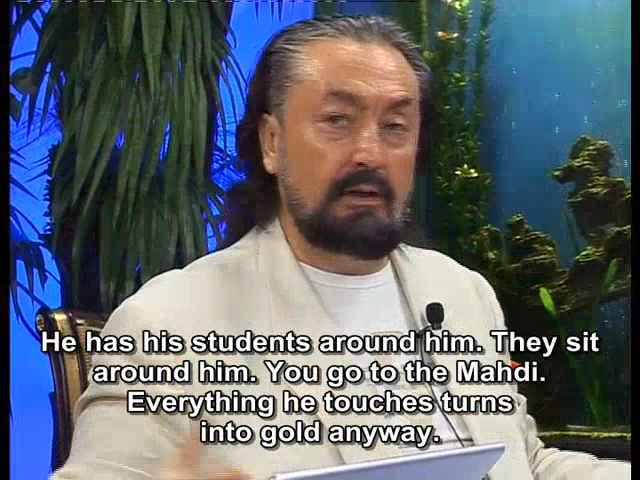 He has his students around him. They sit
around him. You go to the Mahdi.
Everything he touches turns
into gold anyway.